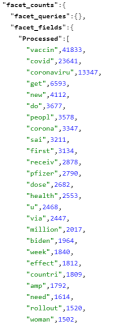 "facet_counts":{
"facet_queries":{},
"facet_fields":{
"Processed":[
"vaccin",41833,
"covid",23641,
"coronaviru",13347,
"get",6593,
"new",4112,
"do",3677,
"peopl",3578,
"corona",3347,
"sai",3211,
"first",3134,
"receiv",2878,
"pfizer",2790,
"dose",2682,
"health",2553,
"u",2468,
"via",2447,
"million",2017,
"biden",1964,
"week",1840,
"effect",1812,
"countri",1809,
"amp",1792,
"need",1614,
"rollout",1520,
"woman",1502,